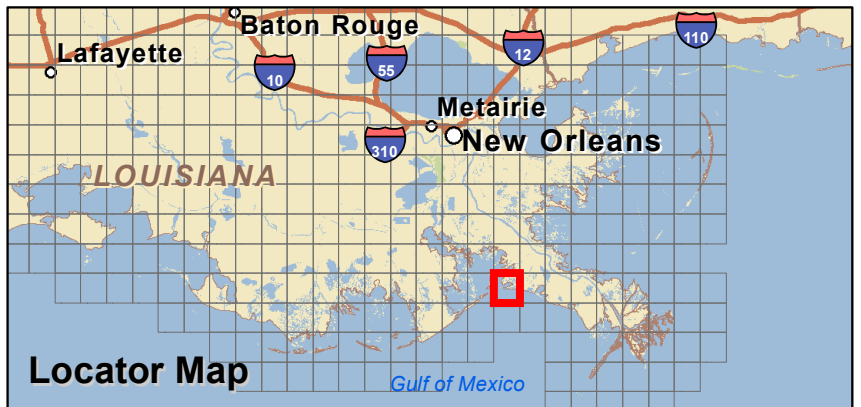 Baton Rouge
110
Lafayette
12
55
10
Metairie
New Orleans
310
LOUISIANA
Locator Map
Gulf of Mexico